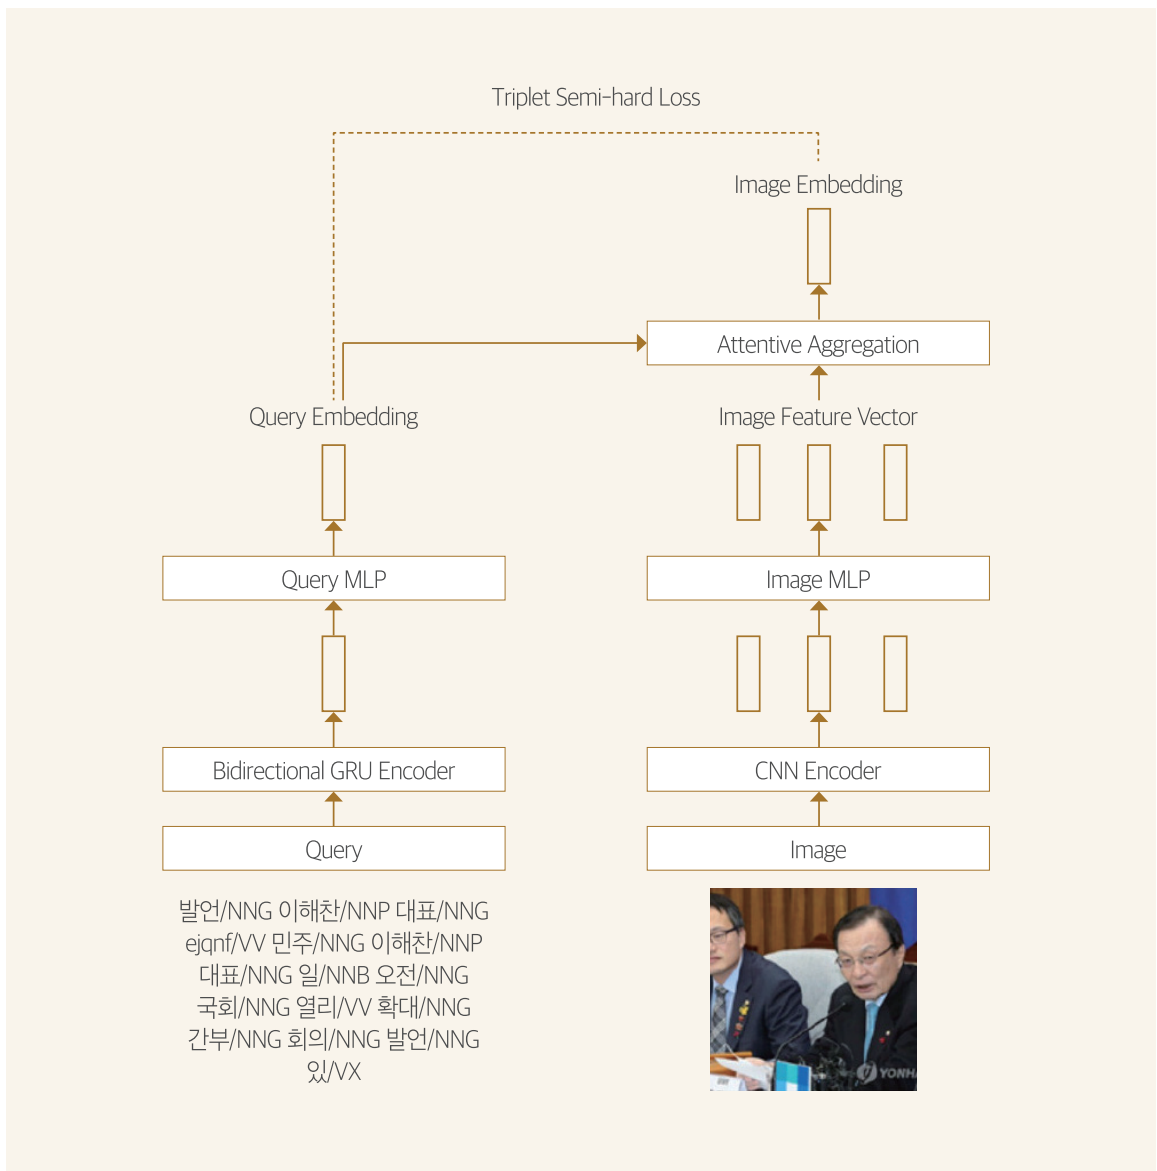 Triplet Semi-hard Loss
Image Embedding
Attentive Aggregation
Query Embedding
Image Feature Vector
Query MLP
Image MLP
Bidirectional GRU Encoder
CNN Encoder
Query
Image
발언/NNG 이해찬/NNP 대표/NNG
ejqnf/VV 민주/NNG 이해찬/NNP
대표/NNG 일/NNB 오전/NNG
국회/NNG 열리/VV 확대/NNG
간부/NNG 회의/NNG 발언/NNG
있/VX
YONHA